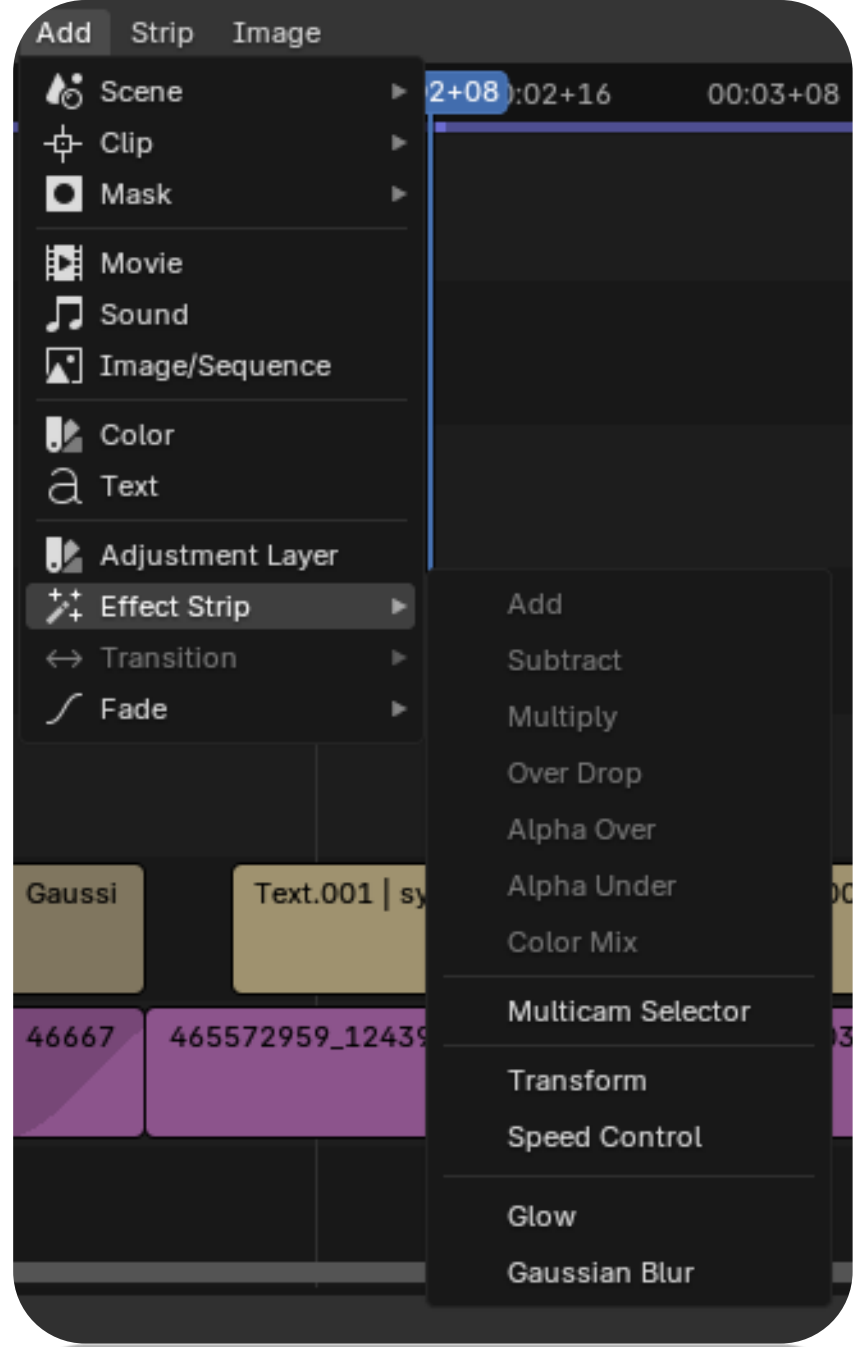 Add Strip Image
Scene
2+08 :02+16 00:03+08
Clip
Mask
Movie
Sound
Image/Sequence
Color
Text
Adjustment Layer
Effect Strip
Transition
Fade
Add
Subtract
Multiply
Over Drop
Alpha Over
Alpha Under
Color Mix
Multicam Selector
Transform
Speed Control
Glow
Gaussian Blur
Gaussi
Text.001 | sy
46667
465572959_12439